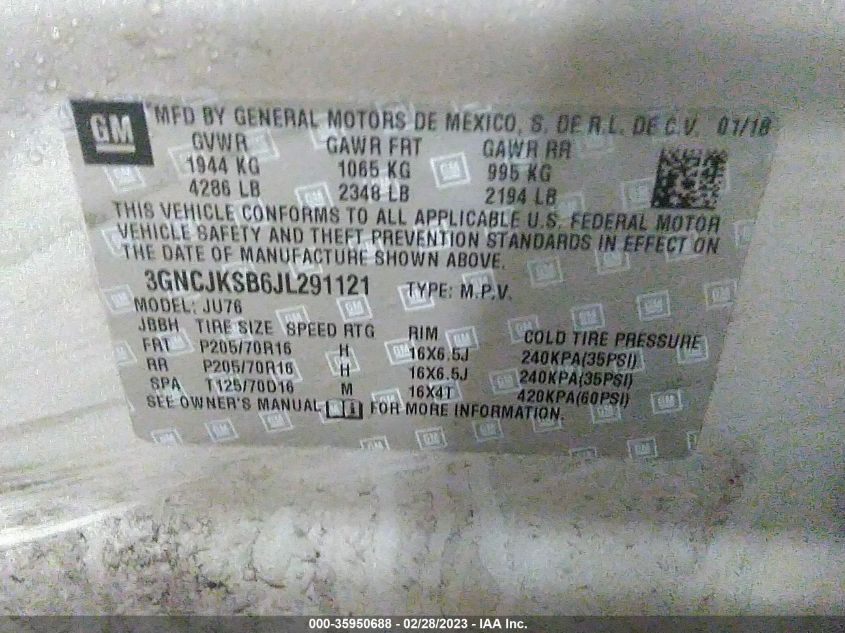 GM
MFD BY GENERAL MOTORS DE MEXICO, S. DE R.L. DE C.V. 01/18
GVWR GAWR FRT GAWR RR
1944 KG 1065 KG 995 KG
4286 LB 2348 LB 2194 LB
THIS VEHICLE CONFORMS TO ALL APPLICABLE U.S. FEDERAL MOTOR
VEHICLE SAFETY AND THEFT PREVENTION STANDARDS IN EFFECT ON
THE DATE OF MANUFACTURE SHOWN ABOVE.
3GNCJKSB6JL291121 TYPE: M.P.V.
MODEL: JU76
JBBH TIRE SIZE SPEED RTG RIM COLD TIRE PRESSURE
FRT P205/70R16 H 16X6.5J 240KPA(35PSI)
RR P205/70R16 H 16X6.5J 240KPA(35PSI)
SPA T125/70D16 M 16X4T 420KPA(60PSI)
SEE OWNER'S MANUAL FOR MORE INFORMATION.
000-35950688 - 02/28/2023 - IAA Inc.